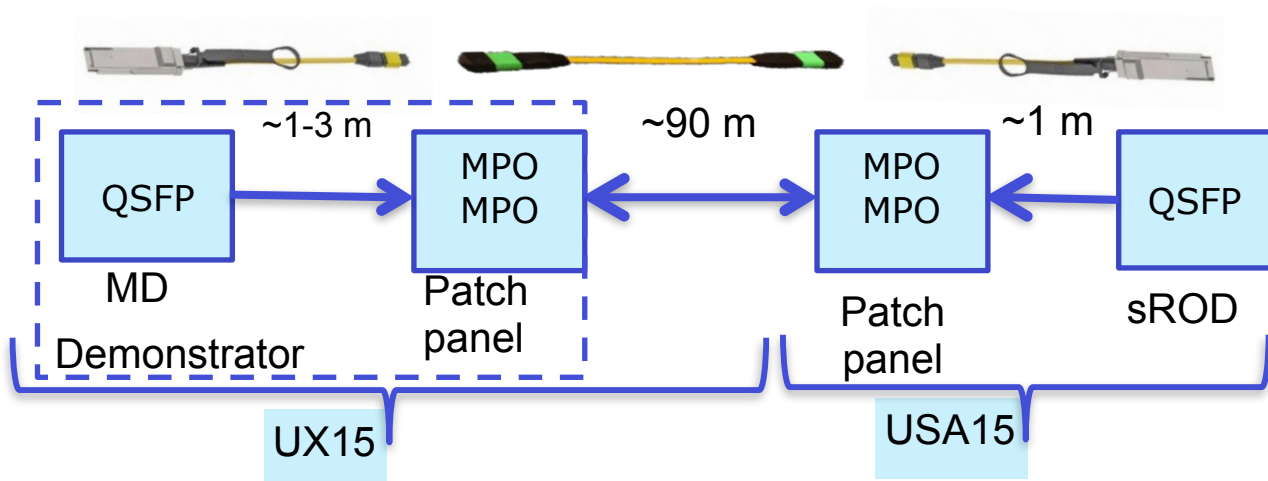 ~1-3 m
~90 m
~1 m
QSFP
MPO
MPO
MPO
MPO
QSFP
MD
Patch
panel
Patch
panel
sROD
Demonstrator
UX15
USA15